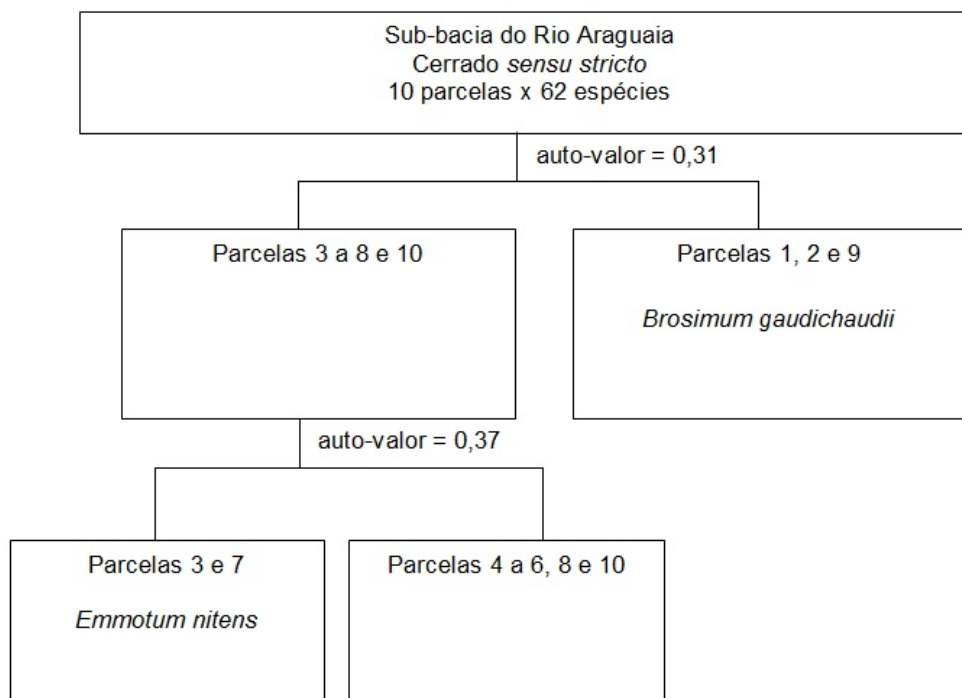 Sub-bacia do Rio Araguaia
Cerrado sensu stricto
10 parcelas x 62 espécies
auto-valor = 0,31
Parcelas 3 a 8 e 10
Parcelas 1, 2 e 9
Brosimum gaudichaudii
auto-valor = 0,37
Parcelas 3 e 7
Emmotum nitens
Parcelas 4 a 6, 8 e 10